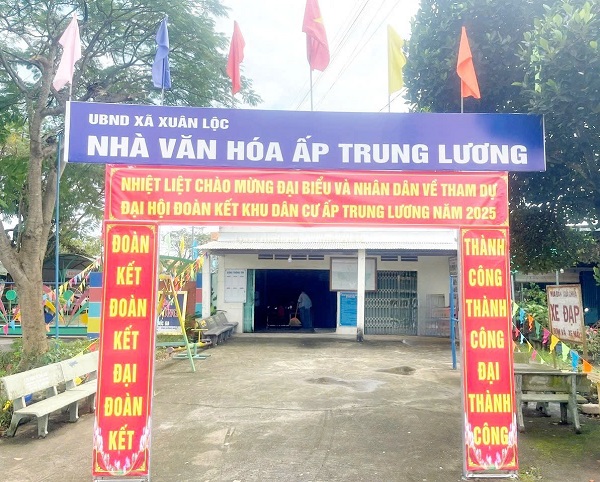 UBND XÃ XUÂN LỘC
NHÀ VĂN HÓA ẤP TRUNG LƯƠNG
NHIỆT LIỆT CHÀO MỪNG ĐẠI BIỂU VÀ NHÂN DÂN VỀ THAM DỰ
ĐẠI HỘI ĐOÀN KẾT KHU DÂN CƯ ẤP TRUNG LƯƠNG NĂM 2025
ĐOÀN
KẾT
ĐOÀN
KẾT
ĐẠI
ĐOÀN
KẾT
THÀNH
CÔNG
THÀNH
CÔNG
ĐẠI
THÀNH
CÔNG
XE ĐẠP